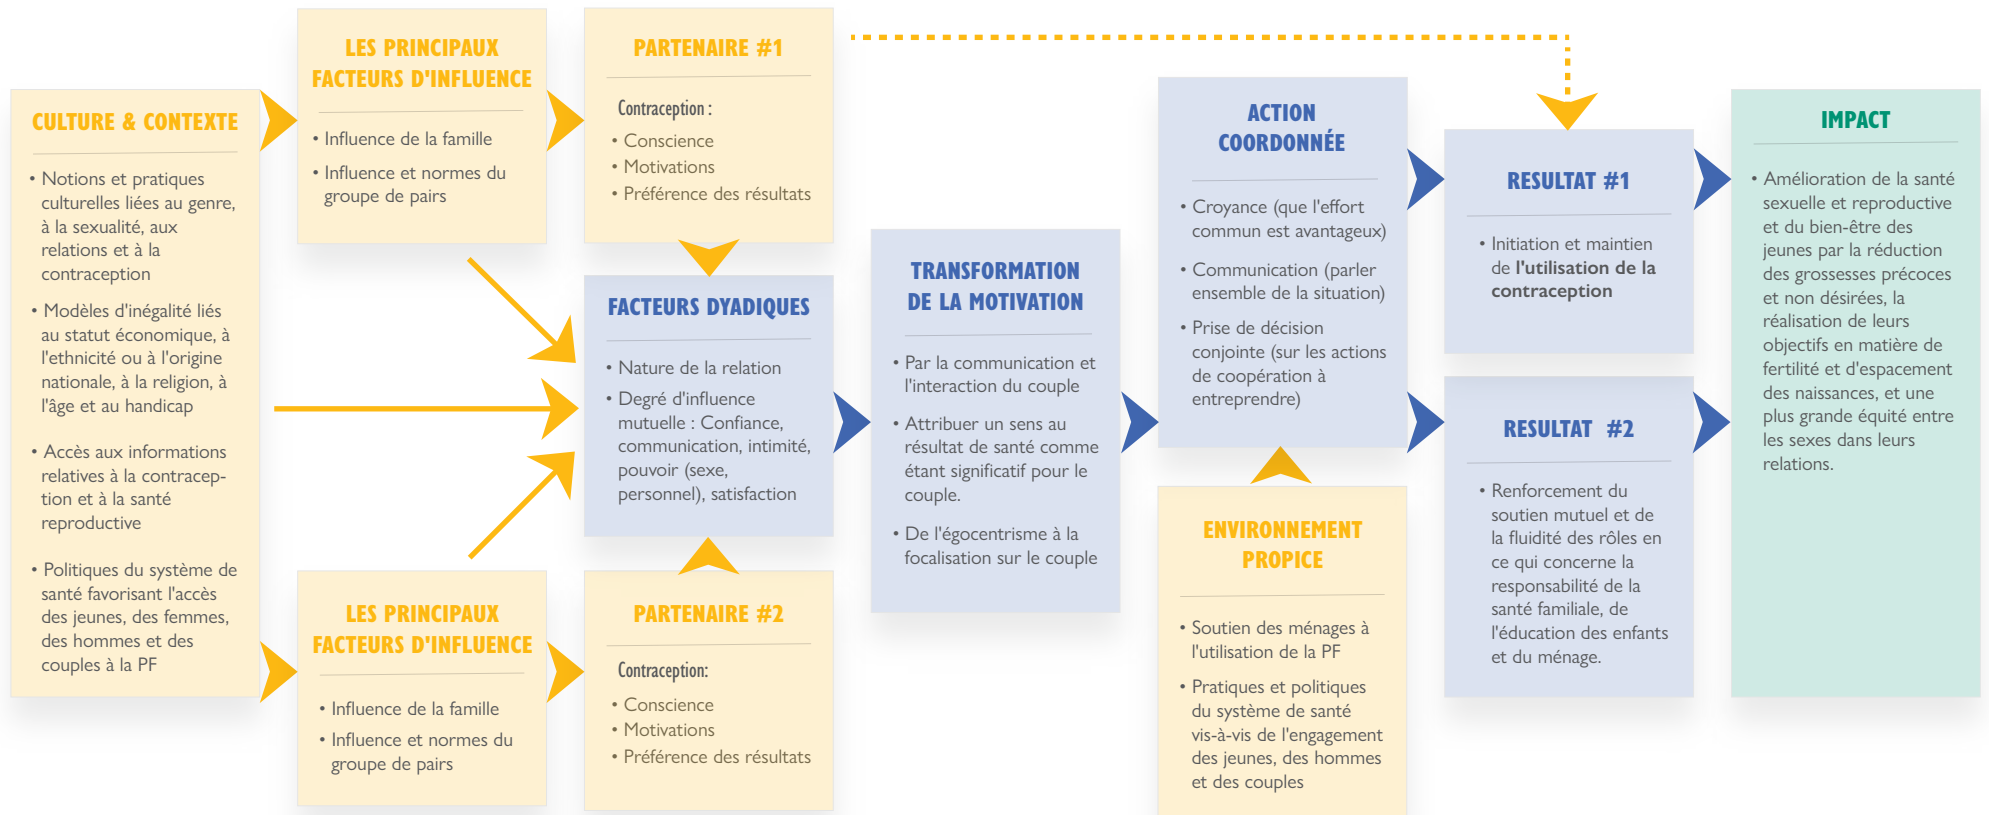 CULTURE & CONTEXTE
• Notions et pratiques
culturelles liées au genre,
à la sexualité, aux
relations et à la
contraception
• Modèles d'inégalité liés
au statut économique, à
l'ethnicité ou à l'origine
nationale, à la religion, à
l'âge et au handicap
• Accès aux informations
relatives à la contracep-
tion et à la santé
reproductive
• Politiques du système de
santé favorisant l'accès
des jeunes, des femmes,
des hommes et des
couples à la PF
LES PRINCIPAUX
FACTEURS D'INFLUENCE
• Influence de la famille
• Influence et normes du
groupe de pairs
LES PRINCIPAUX
FACTEURS D'INFLUENCE
• Influence de la famille
• Influence et normes du
groupe de pairs
PARTENAIRE #1
Contraception :
• Conscience
• Motivations
• Préférence des résultats
FACTEURS DYADIQUES
• Nature de la relation
• Degré d'influence
mutuelle : Confiance,
communication, intimité,
pouvoir (sexe,
personnel), satisfaction
PARTENAIRE #2
Contraception:
• Conscience
• Motivations
• Préférence des résultats
TRANSFORMATION
DE LA MOTIVATION
• Par la communication et
l'interaction du couple
• Attribuer un sens au
résultat de santé comme
étant significatif pour le
couple.
• De l'égocentrisme à la
focalisation sur le couple
ACTION
COORDONNÉE
• Croyance (que l'effort
commun est avantageux)
• Communication (parler
ensemble de la situation)
• Prise de décision
conjointe (sur les actions
de coopération à
entreprendre)
ENVIRONNEMENT
PROPICE
• Soutien des ménages à
l'utilisation de la PF
• Pratiques et politiques
du système de santé
vis-à-vis de l'engagement
des jeunes, des hommes
et des couples
RESULTAT #1
• Initiation et maintien
de l'utilisation de la
contraception
RESULTAT #2
• Renforcement du
soutien mutuel et de
la fluidité des rôles en
ce qui concerne la
responsabilité de la
santé familiale, de
l'éducation des enfants
et du ménage.
IMPACT
• Amélioration de la santé
sexuelle et reproductive
et du bien-être des
jeunes par la réduction
des grossesses précoces
et non désirées, la
réalisation de leurs
objectifs en matière de
fertilité et d'espacement
des naissances, et une
plus grande équité entre
les sexes dans leurs
relations.